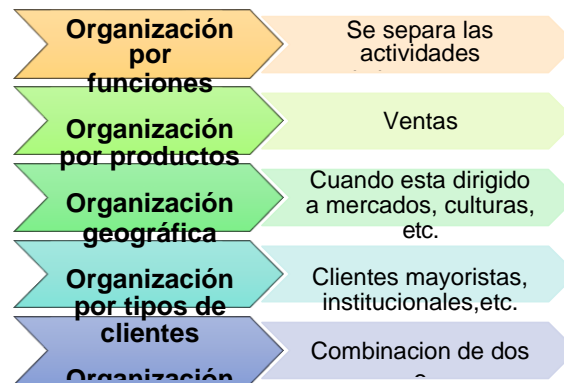 Organización
por
funciones
Se separa las
actividades
Organización
por productos
Ventas
Organización
geográfica
Cuando esta dirigido
a mercados, culturas,
etc.
Organización
por tipos de
clientes
Clientes mayoristas,
institucionales,etc.
Organización
Combinacion de dos